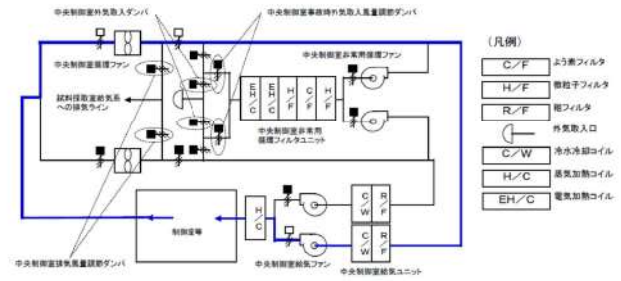 中央制御室外気取入ダンパ
中央制御室事故時外気取入風量調節ダンパ
中央制御室循環ファン
中央制御室非常用循環ファン
試料採取室給気系
への排気ライン
EH/C
EH/C
H/F
C/F
H/F
中央制御室非常用
循環フィルタユニット
制御室等
H/C
C/W
R/F
C/W
R/F
中央制御室排気風量調節ダンパ
中央制御室給気ファン
中央制御室給気ユニット
(凡例)
C/F
よう素フィルタ
H/F
微粒子フィルタ
R/F
粗フィルタ
外気取入口
C/W
冷水冷却コイル
H/C
蒸気加熱コイル
EH/C
電気加熱コイル